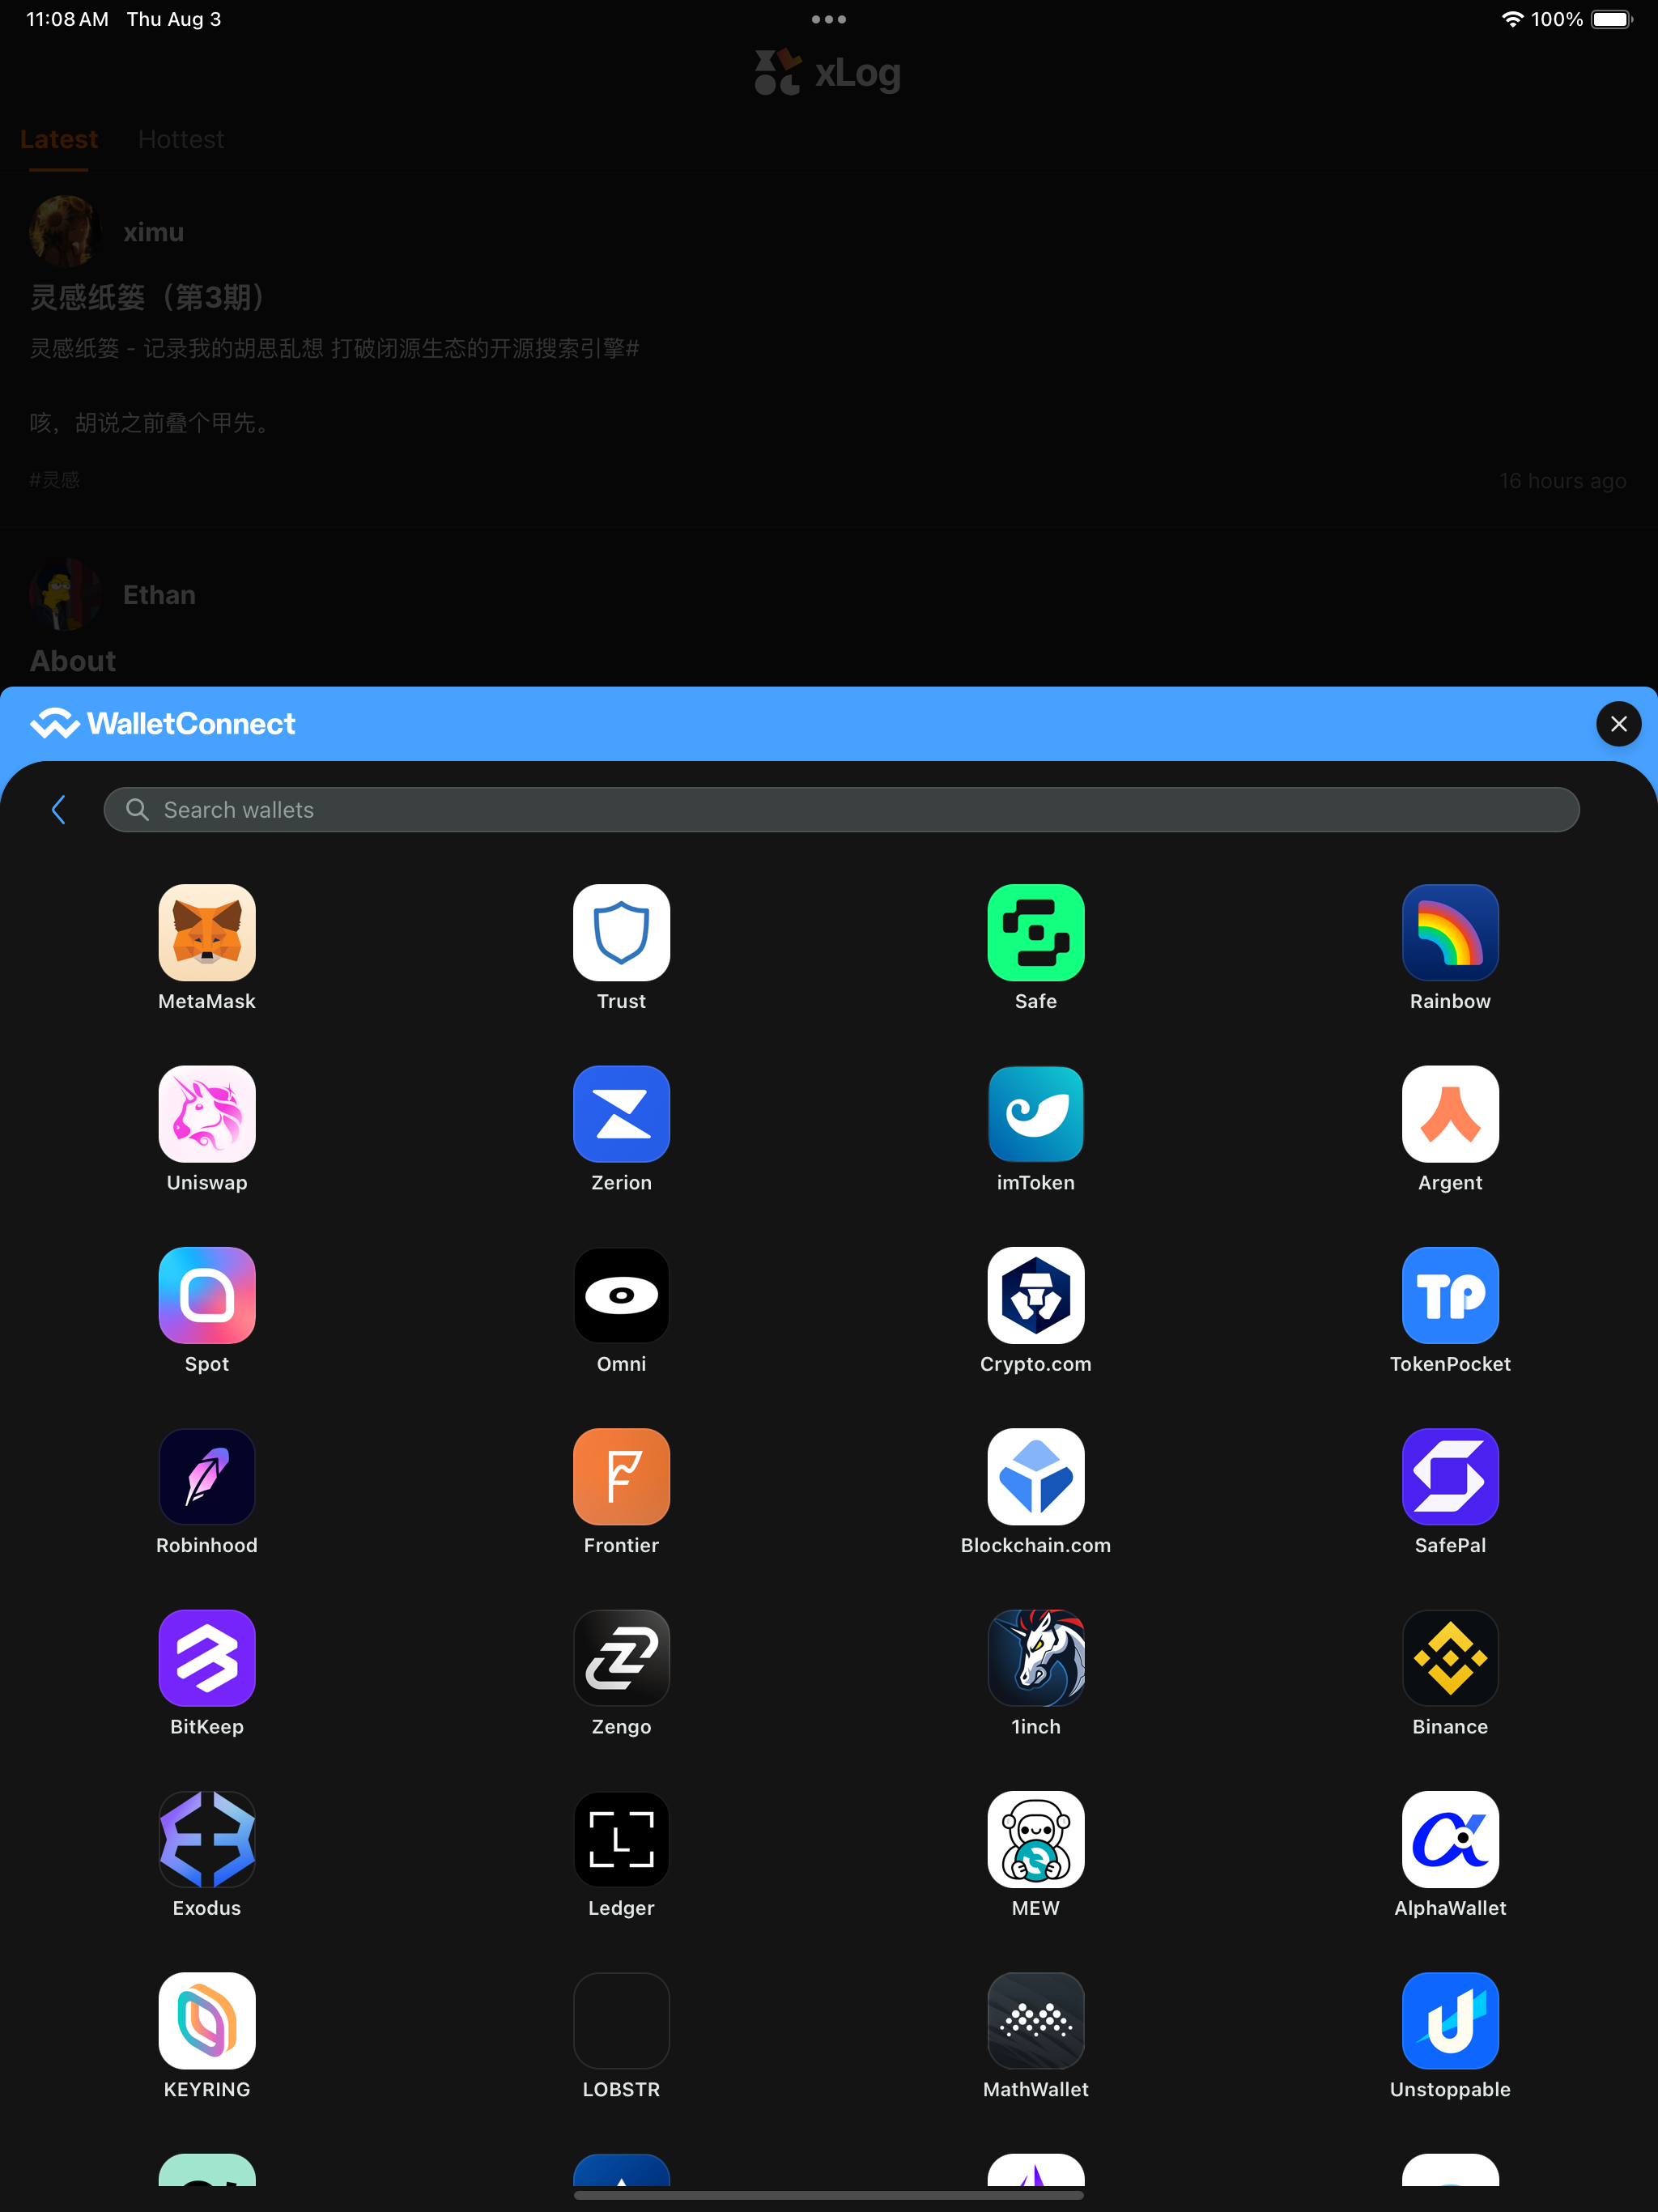 11:08 AM Thu Aug 3
100%
xLog
Latest Hottest
ximu
灵感纸篓（第3期）
灵感纸篓 - 记录我的胡思乱想 打破闭源生态的开源搜索引擎#
咳，胡说之前叠个甲先。
#灵感 16 hours ago
Ethan
About
WalletConnect
Search wallets
MetaMask Trust Safe Rainbow
Uniswap Zerion imToken Argent
TP
Spot Omni Crypto.com TokenPocket
Robinhood Frontier Blockchain.com SafePal
BitKeep Zengo 1inch Binance
L
Exodus Ledger MEW AlphaWallet
KEYRING LOBSTR MathWallet Unstoppable